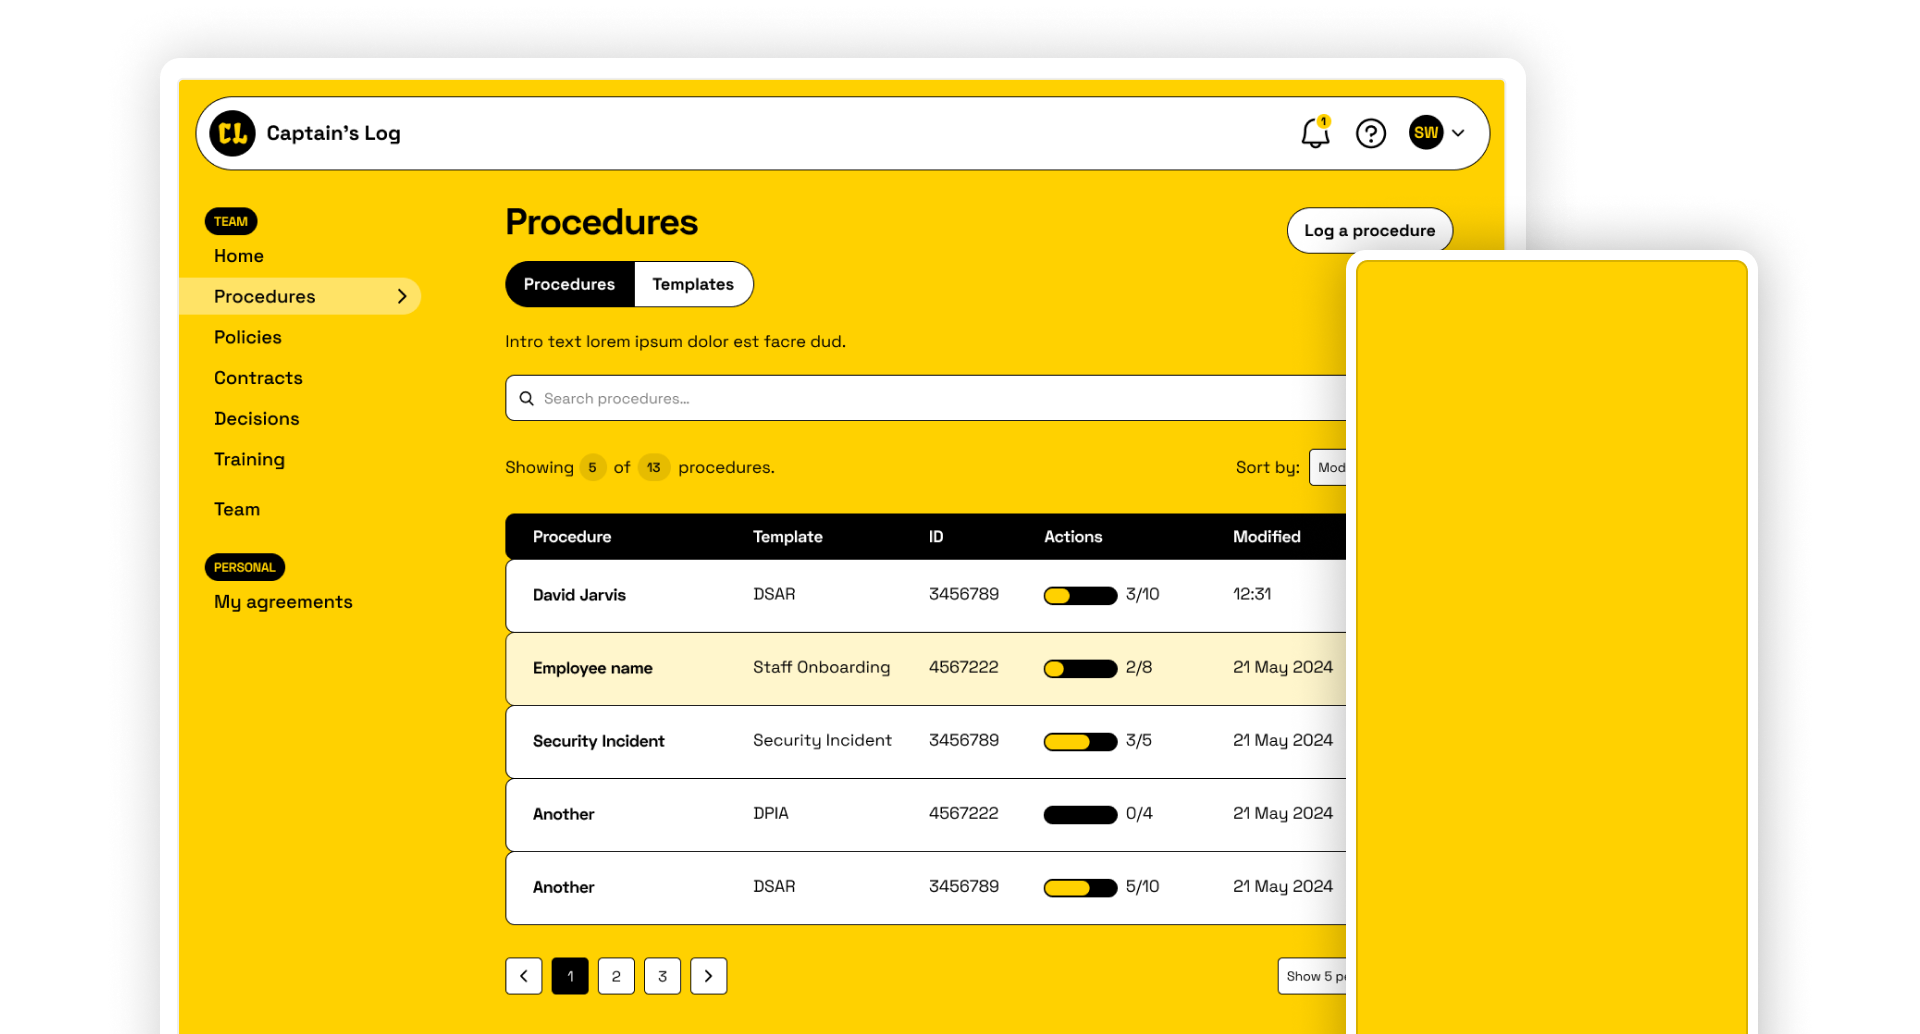 CL Captain's Log 1 SW
TEAM
Home
Procedures
Policies
Contracts
Decisions
Training
Team
PERSONAL
My agreements
Procedures
Log a procedure
Procedures Templates
Intro text lorem ipsum dolor est facre dud.
Search procedures...
Showing 5 of 13 procedures. Sort by: Mod
Procedure Template ID Actions Modified
David Jarvis DSAR 3456789 3/10 12:31
Employee name Staff Onboarding 4567222 2/8 21 May 2024
Security Incident Security Incident 3456789 3/5 21 May 2024
Another DPIA 4567222 0/4 21 May 2024
Another DSAR 3456789 5/10 21 May 2024
1 2 3 Show 5 pe